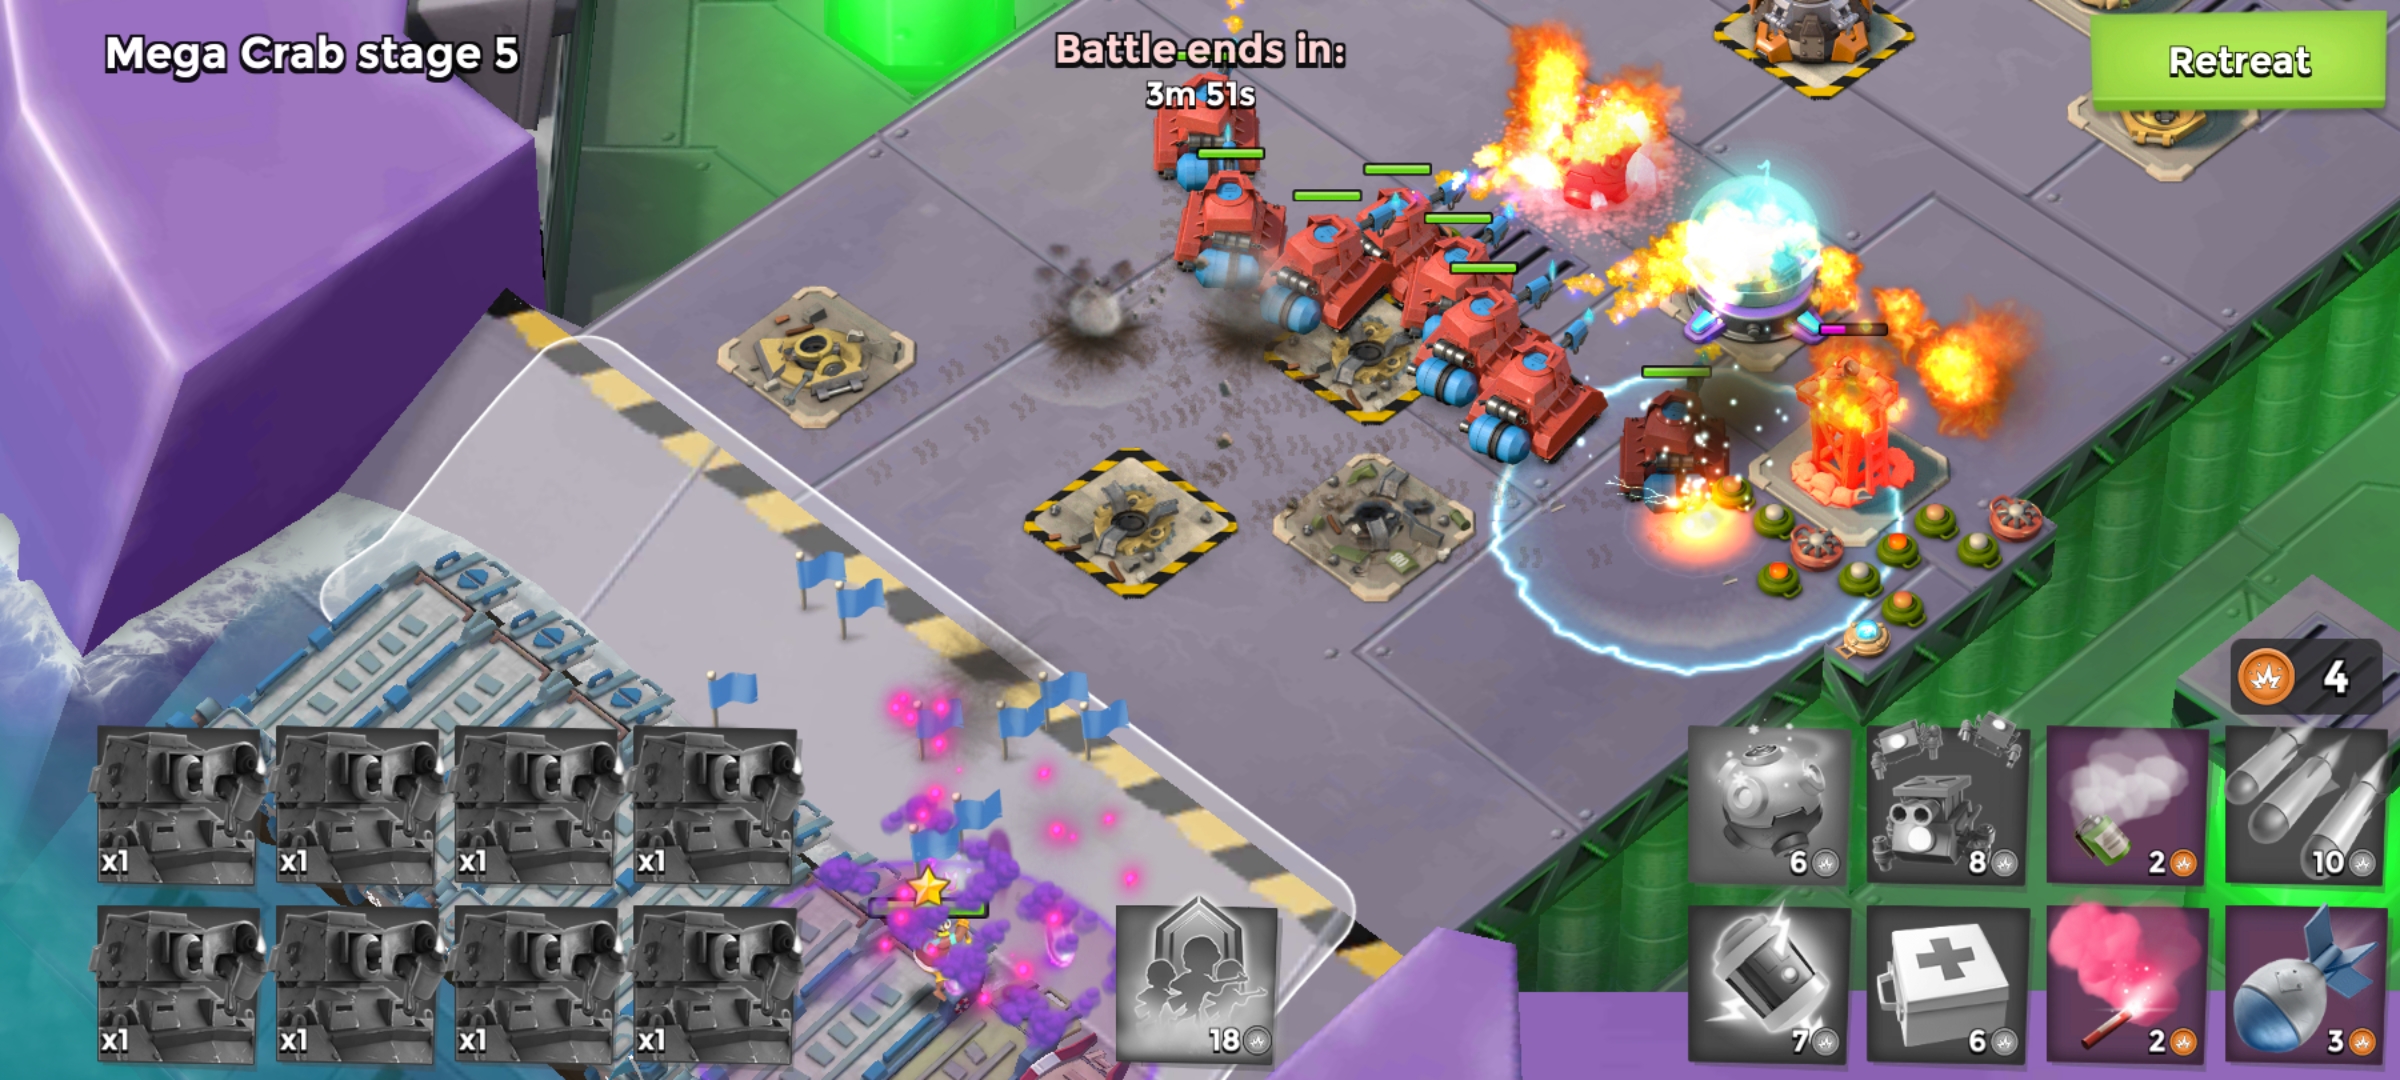 Mega Crab stage 5
Battle ends in:
3m 51s
Retreat
4
x1
x1
x1
x1
6
8
2
10
x1
x1
x1
x1
18
7
6
2
3